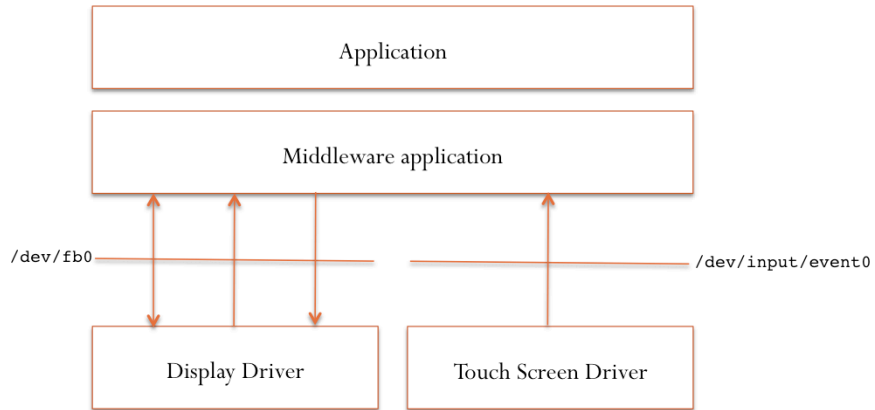 Application
Middleware application
/dev/fb0
/dev/input/event0
Display Driver
Touch Screen Driver